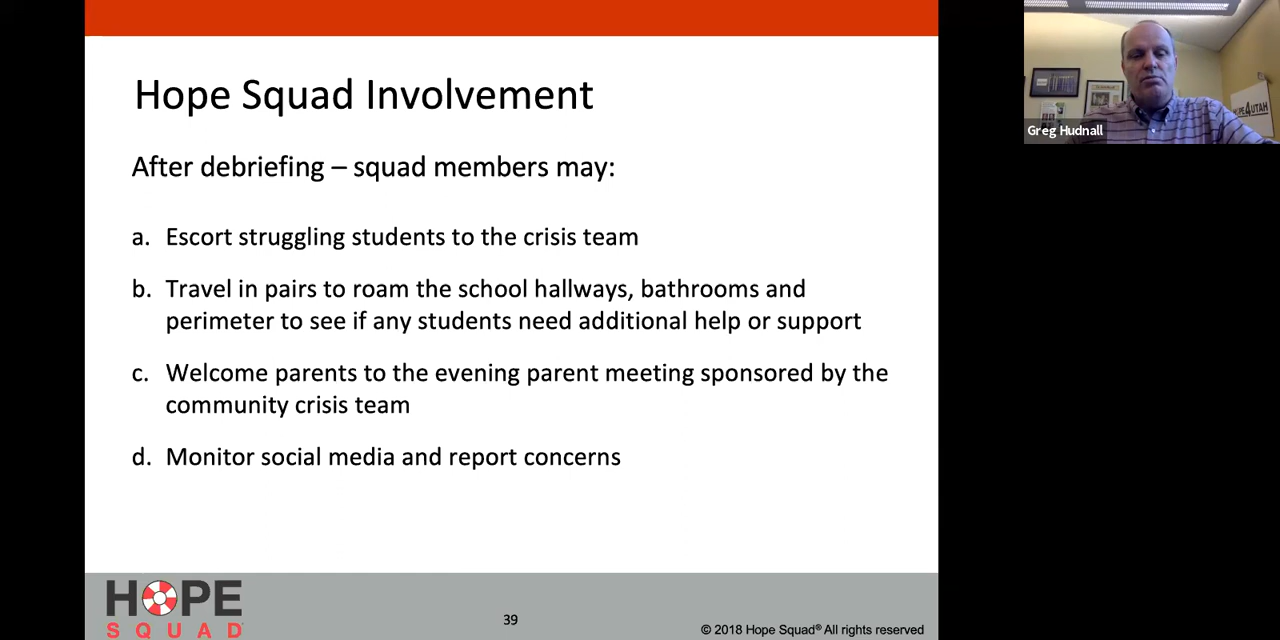 Hope Squad Involvement
After debriefing – squad members may:
a. Escort struggling students to the crisis team
b. Travel in pairs to roam the school hallways, bathrooms and
perimeter to see if any students need additional help or support
c. Welcome parents to the evening parent meeting sponsored by the
community crisis team
d. Monitor social media and report concerns
HOPE
SQUAD
39
© 2018 Hope Squad® All rights reserved
Greg Hudnall
HOPE4UTAH